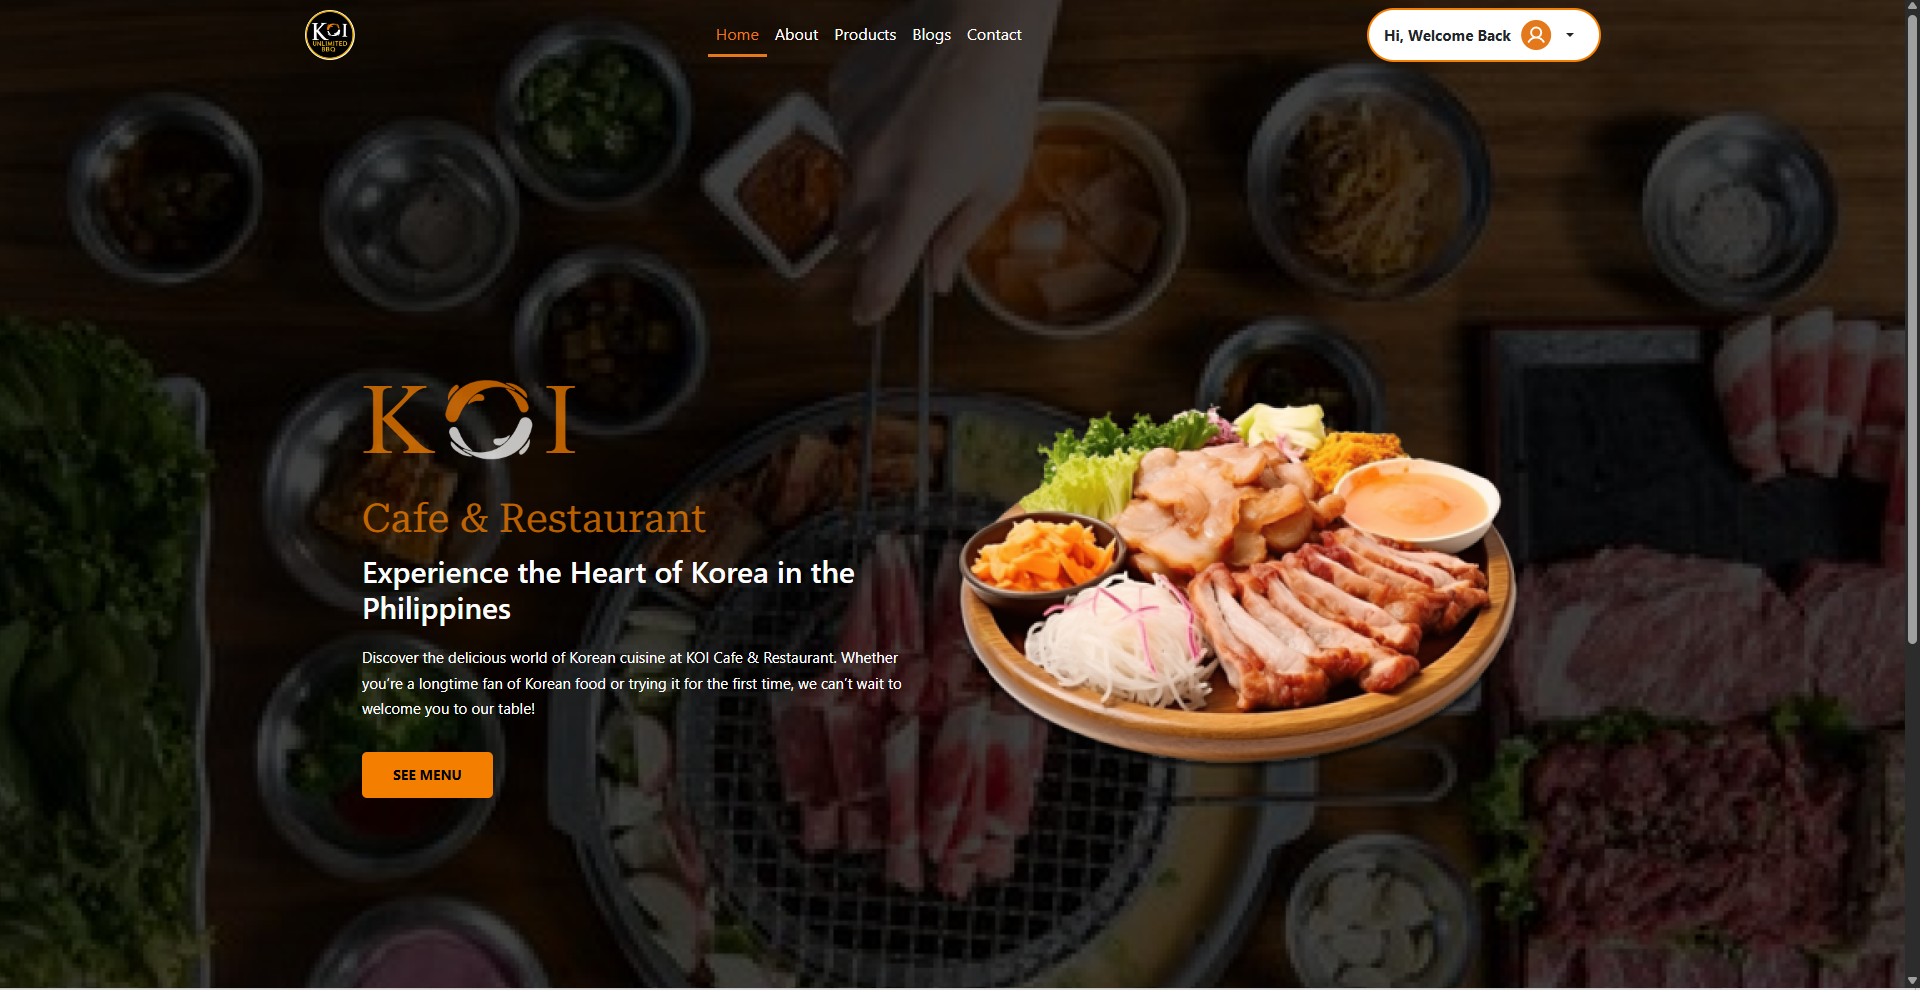 KOI
UNLIMITED
BBQ
Home About Products Blogs Contact
Hi, Welcome Back
KOI
Cafe & Restaurant
Experience the Heart of Korea in the
Philippines
Discover the delicious world of Korean cuisine at KOI Cafe & Restaurant. Whether
you’re a longtime fan of Korean food or trying it for the first time, we can’t wait to
welcome you to our table!
SEE MENU